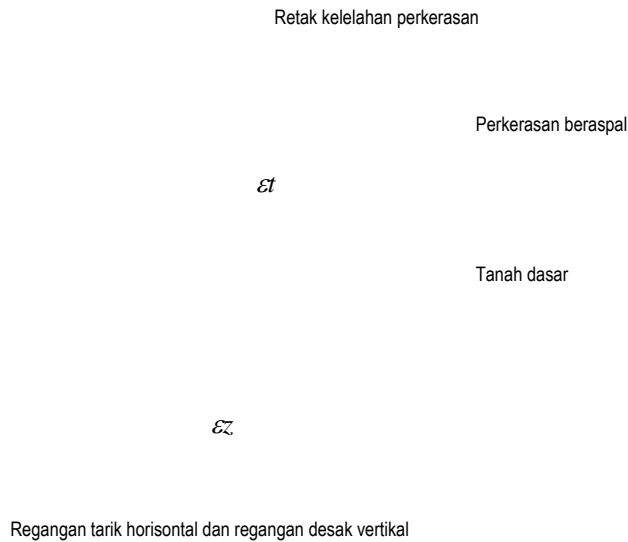 Retak kelelahan perkerasan
Perkerasan beraspal
εt
Tanah dasar
εz
Regangan tarik horisontal dan regangan desak vertikal